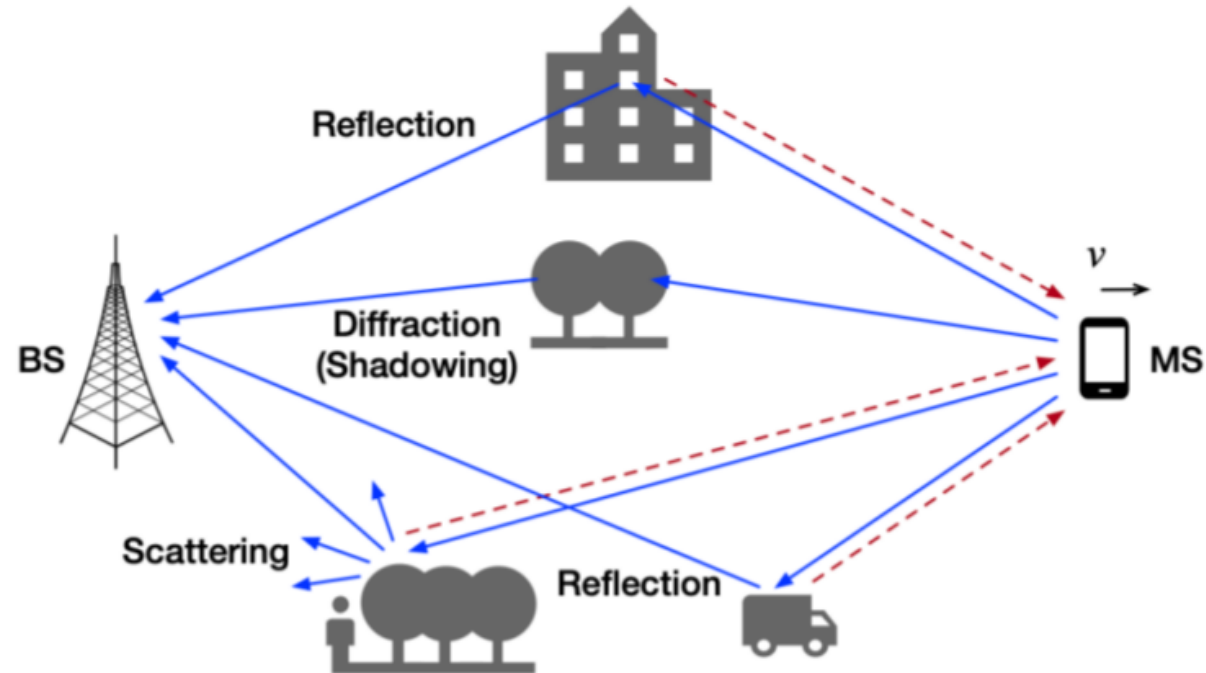 Reflection
v
Diffraction
(Shadowing)
BS
MS
Scattering
Reflection